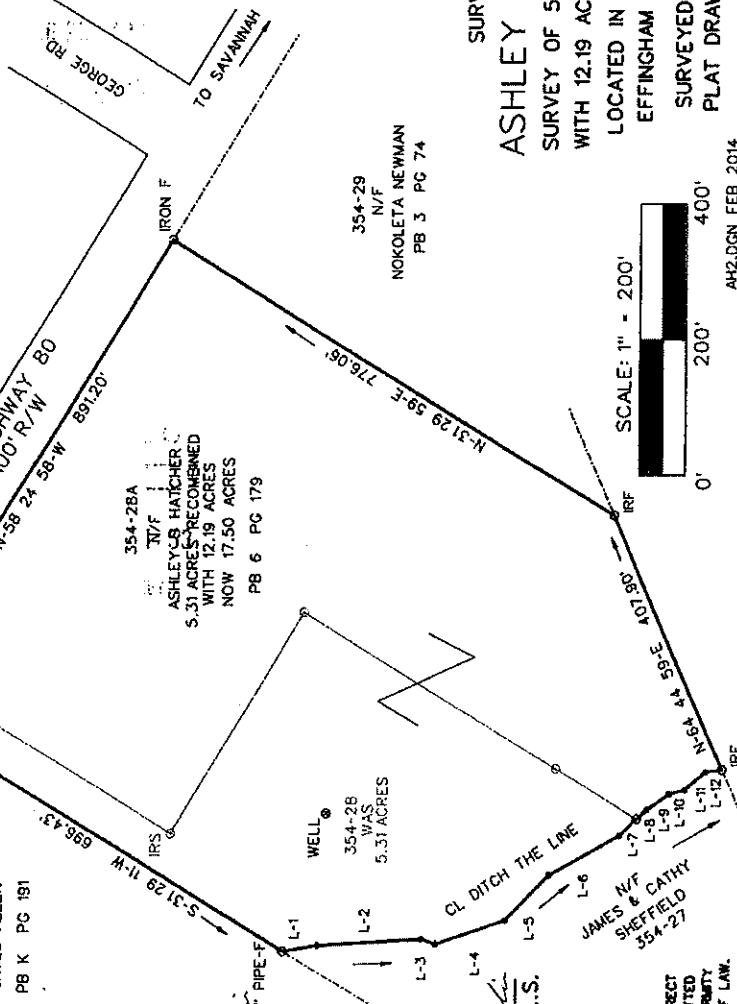 GEORGE RD
TO SAVANNAH
80
R/W
58 24 58-W 891.20'
IRON F
354-28A
N/F
HATCHER
5.31 ACRES RECOMBINED
WITH 12.19 ACRES
NOW 17.50 ACRES
PB 6 PG 179
354-29
N/F
NOKOLETA NEWMAN
PB 3 PG 74
N-31 29 59-E 776.06'
IRF
N-64 44 59-E 407.90'
IRF
PB K PG 191
S-31 29 11-W 696.43'
IRS
PIPE-F
WELL
354-28
WAS
5.31 ACRES
CL DITCH THE LINE
L-1
L-2
L-3
L-4
L-5
L-6
L-7
L-8
L-9
L-10
L-11
L-12
N/F
JAMES & CATHY
SHEFFIELD
354-27
.S.
F LAW.
SUR
ASHLEY
SURVEY OF 5
WITH 12.19 AC
LOCATED IN
EFFINGHAM
SURVEYED
PLAT DRA
SCALE: 1" - 200'
0' 200' 400'
AH2.DGN FEB 2014